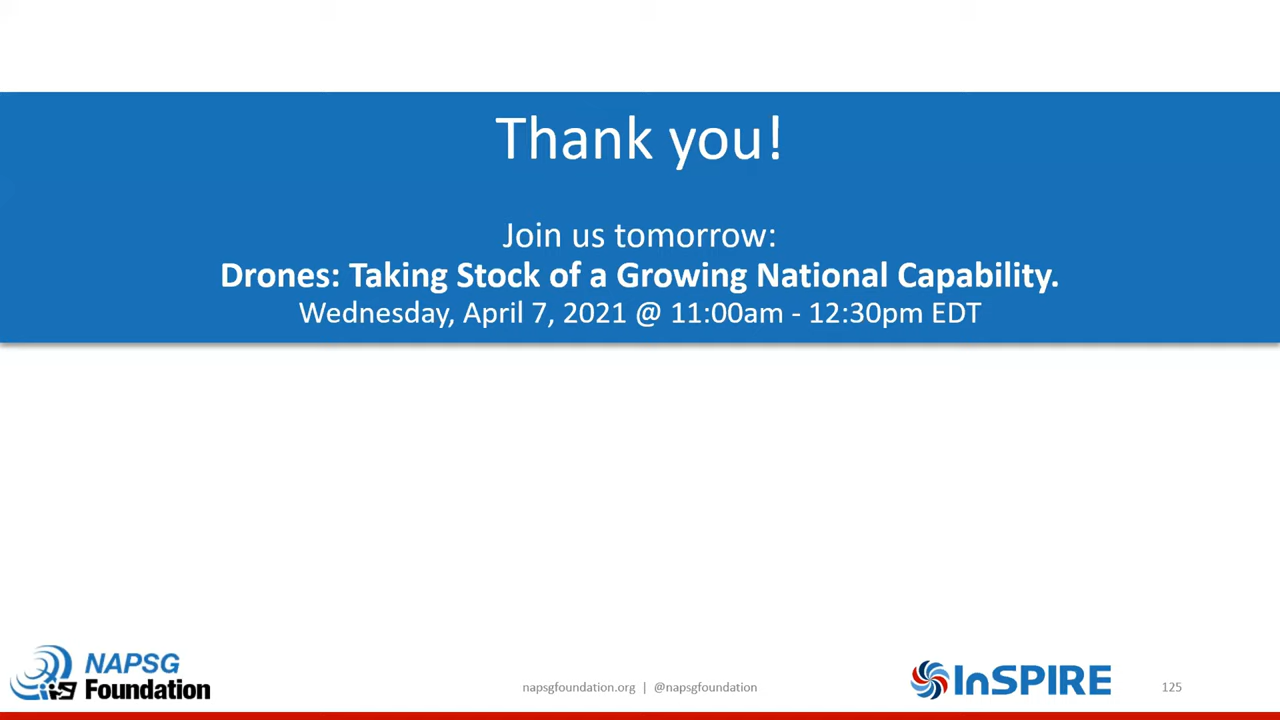 Thank you!
Join us tomorrow:
Drones: Taking Stock of a Growing National Capability.
Wednesday, April 7, 2021 @ 11:00am - 12:30pm EDT
NAPSG
Foundation
napsgfoundation.org | @napsgfoundation
InSPIRE
125